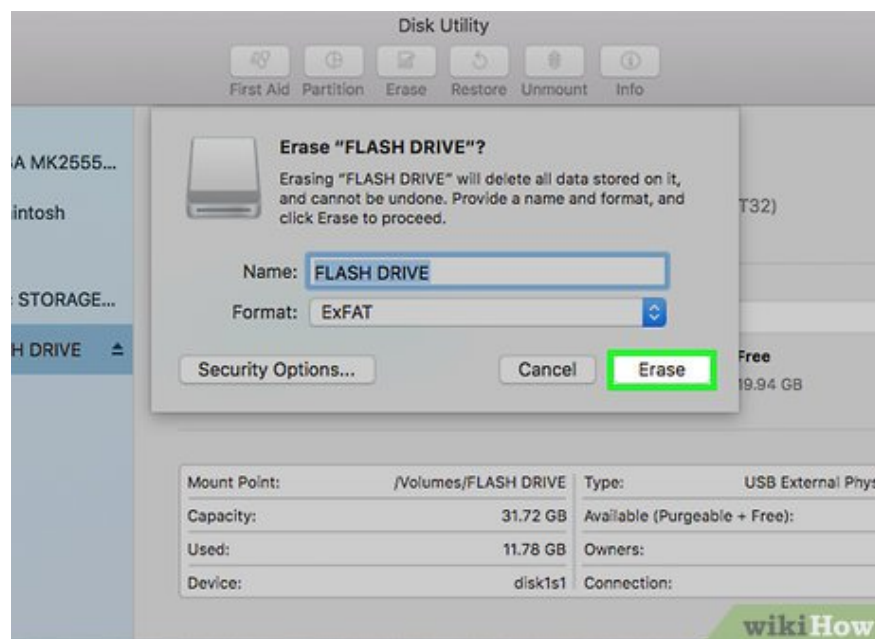 Disk Utility
First Aid Partition Erase Restore Unmount Info
Erase "FLASH DRIVE"?
Erasing "FLASH DRIVE" will delete all data stored on it,
and cannot be undone. Provide a name and format, and
click Erase to proceed.
A MK2555...
intosh
T32)
Name: FLASH DRIVE
STORAGE...
Format: ExFAT
H DRIVE
Security Options... Cancel Erase
Free
19.94 GB
Mount Point: /Volumes/FLASH DRIVE Type: USB External Phys
Capacity: 31.72 GB Available (Purgeable + Free):
Used: 11.78 GB Owners:
Device: disk1s1 Connection:
wikiHow